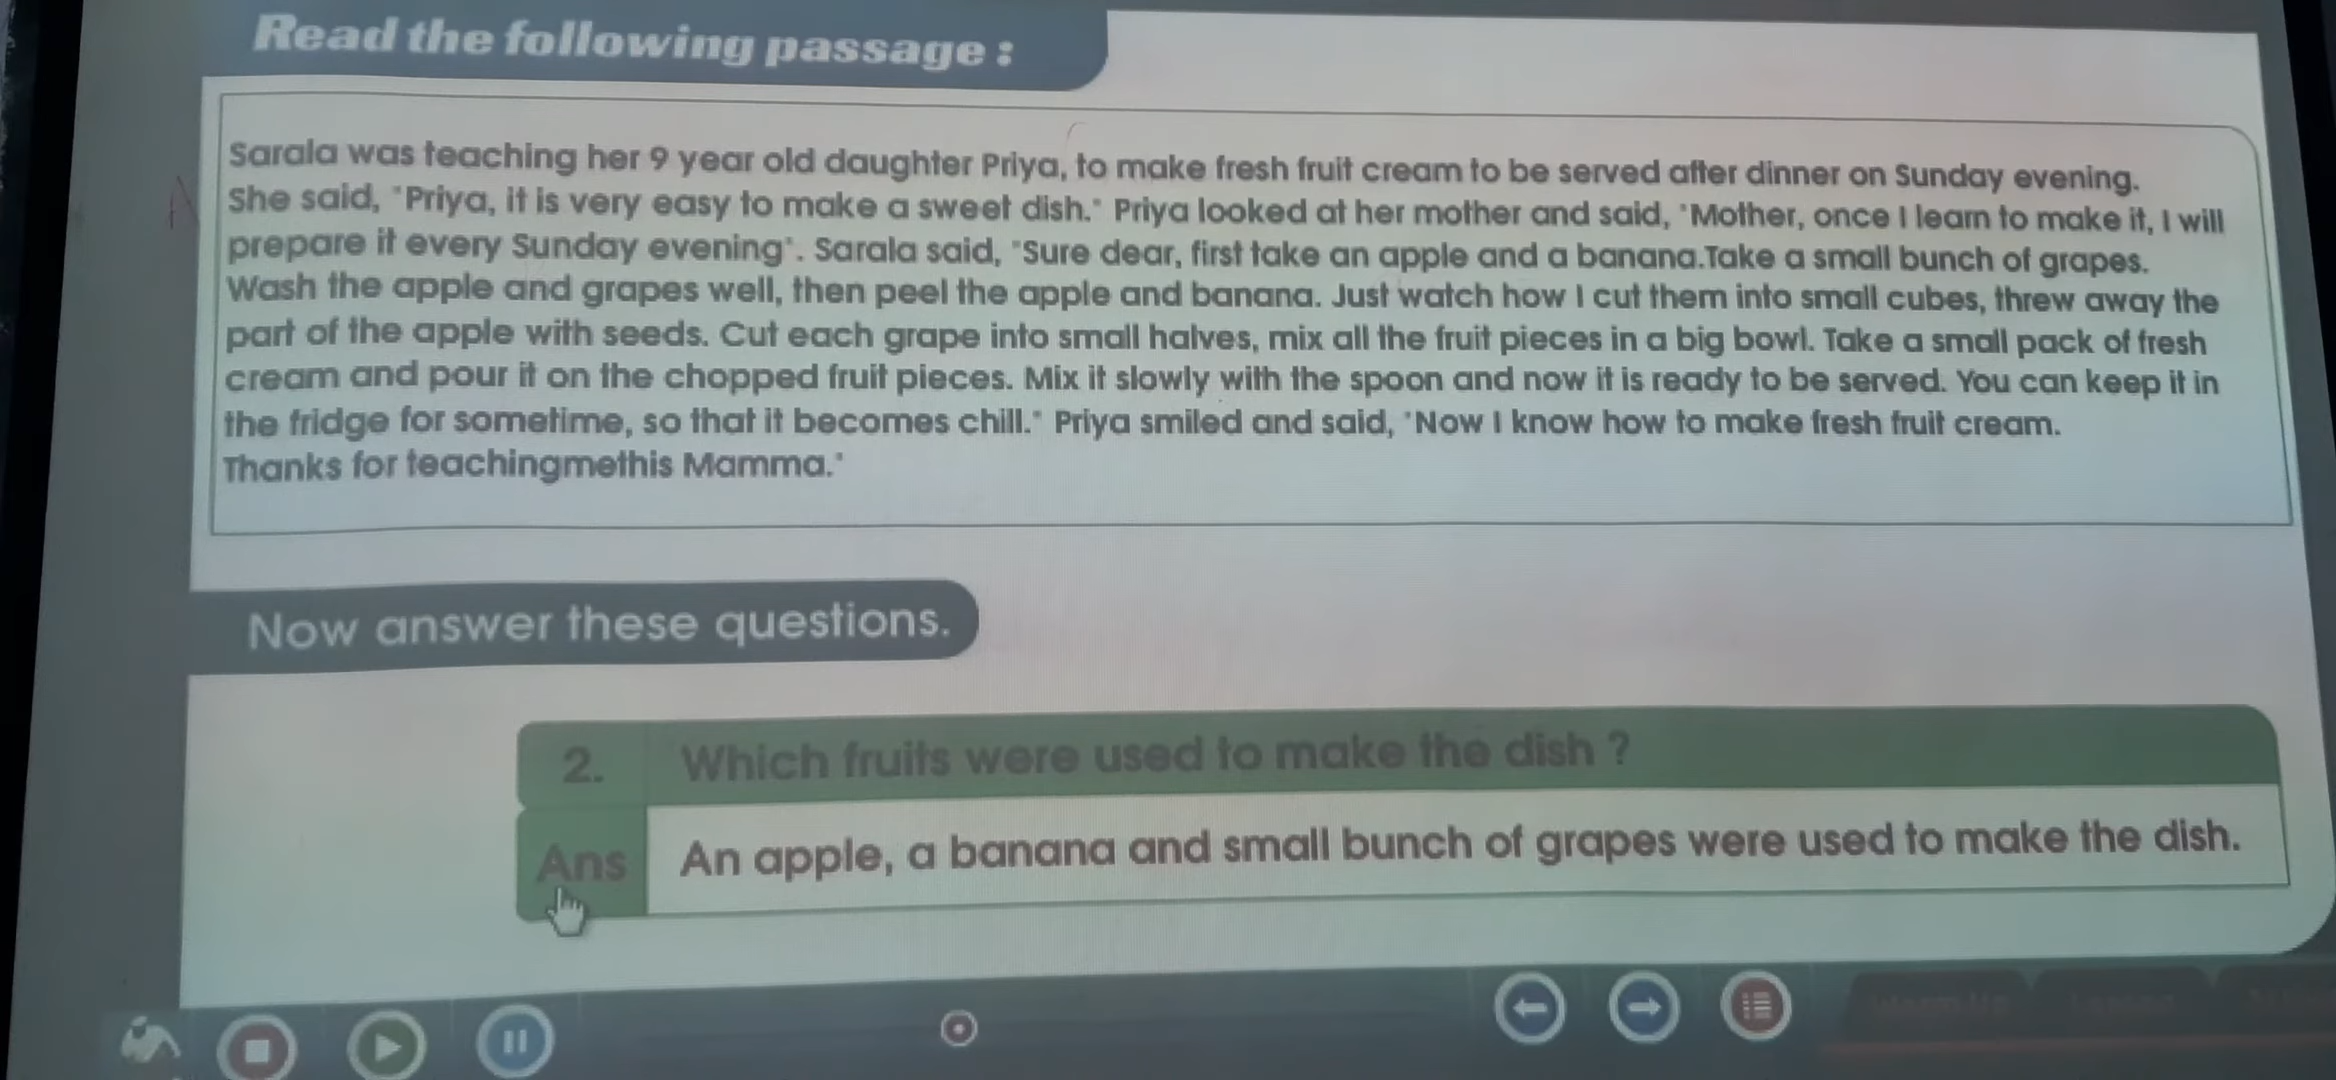 Read the following passage :
Sarala was teaching her 9 year old daughter Priya, to make fresh fruit cream to be served after dinner on Sunday evening.
She said, "Priya, it is very easy to make a sweet dish." Priya looked at her mother and said, "Mother, once I learn to make it, I will
prepare it every Sunday evening". Sarala said, "Sure dear, first take an apple and a banana.Take a small bunch of grapes.
Wash the apple and grapes well, then peel the apple and banana. Just watch how I cut them into small cubes, threw away the
part of the apple with seeds. Cut each grape into small halves, mix all the fruit pieces in a big bowl. Take a small pack of fresh
cream and pour it on the chopped fruit pieces. Mix it slowly with the spoon and now it is ready to be served. You can keep it in
the fridge for sometime, so that it becomes chill." Priya smiled and said, "Now I know how to make fresh fruit cream.
Thanks for teachingmethis Mamma."
Now answer these questions.
2. Which fruits were used to make the dish ?
Ans An apple, a banana and small bunch of grapes were used to make the dish.